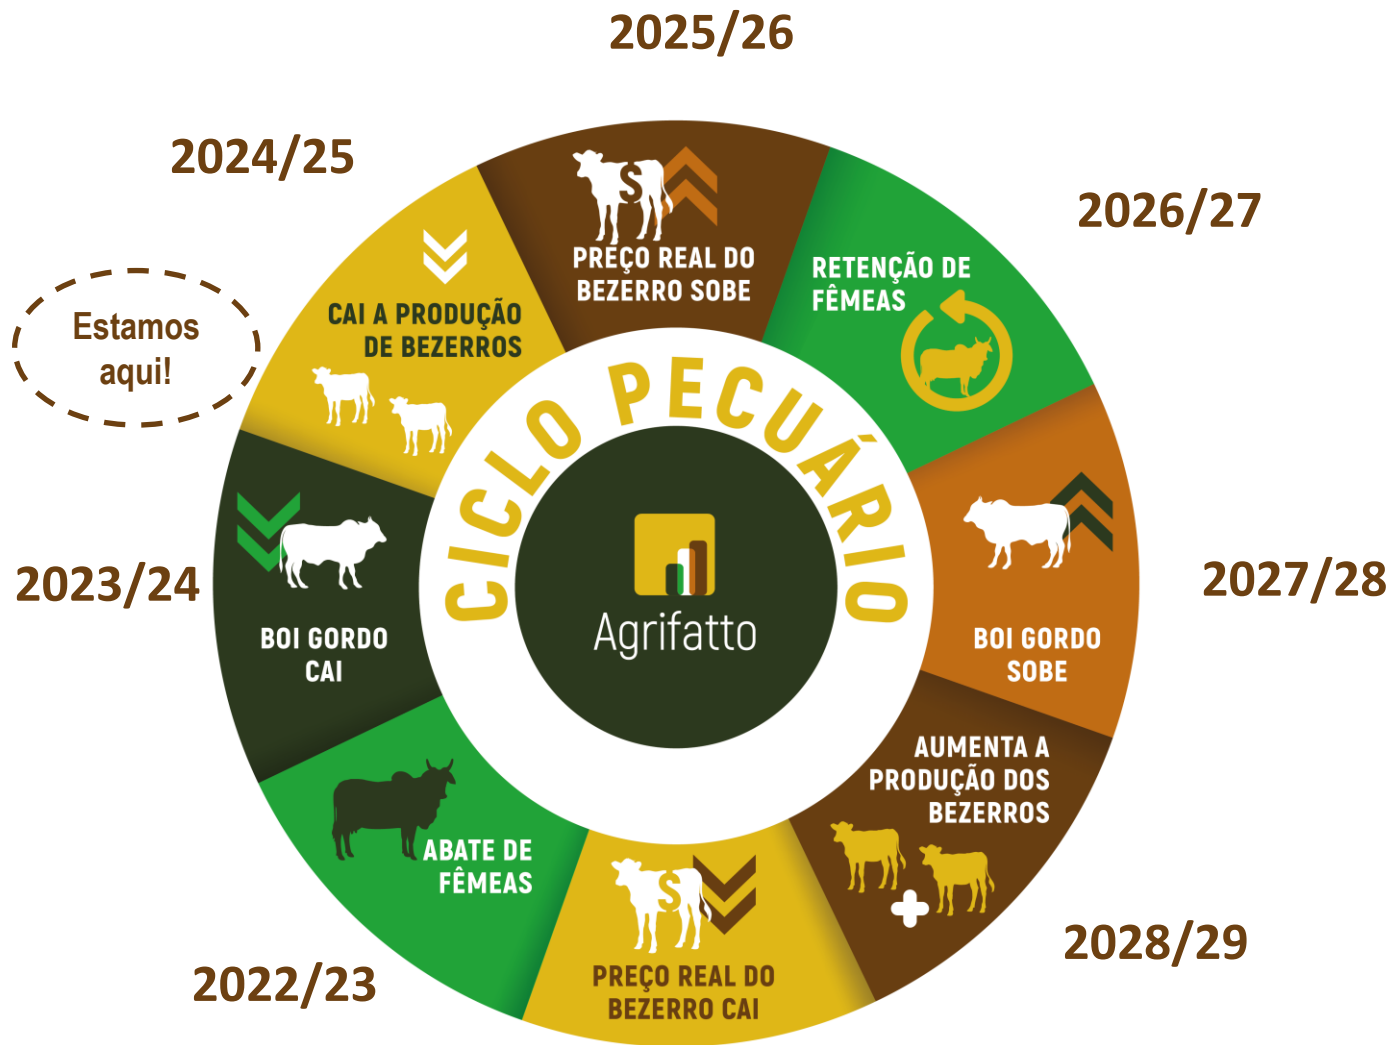 2025/26
2024/25
2026/27
Estamos
aqui!
PREÇO REAL DO
BEZERRO SOBE
RETENÇÃO DE
FÊMEAS
CAI A PRODUÇÃO
DE BEZERROS
CICLO PECUÁRIO
2023/24
BOI GORDO
CAI
Agrifatto
BOI GORDO
SOBE
2027/28
AUMENTA A
PRODUÇÃO DOS
BEZERROS
ABATE DE
FÊMEAS
PREÇO REAL DO
BEZERRO CAI
2022/23
2028/29